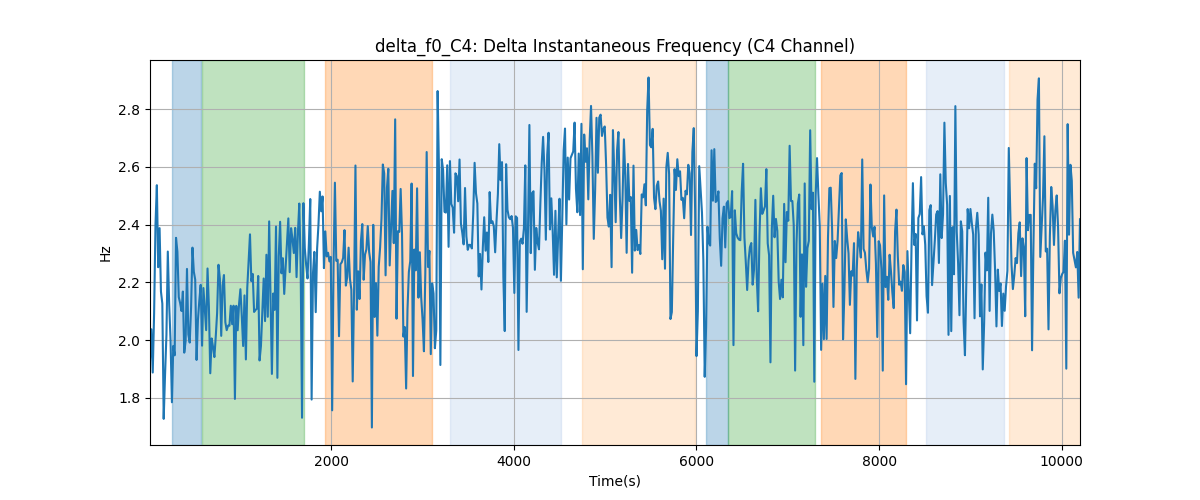 delta_f0_C4: Delta Instantaneous Frequency (C4 Channel)
Hz
2.8
2.6
2.4
2.2
2.0
1.8
2000 4000 6000 8000 10000
Time(s)